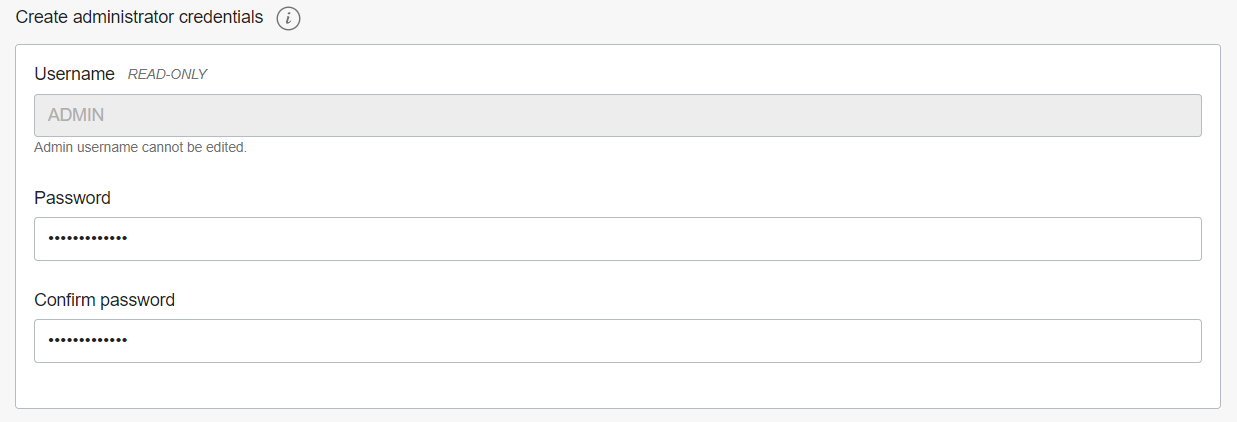 Create administrator credentials i
Username READ-ONLY
ADMIN
Admin username cannot be edited.
Password
•••••••••••••
Confirm password
•••••••••••••